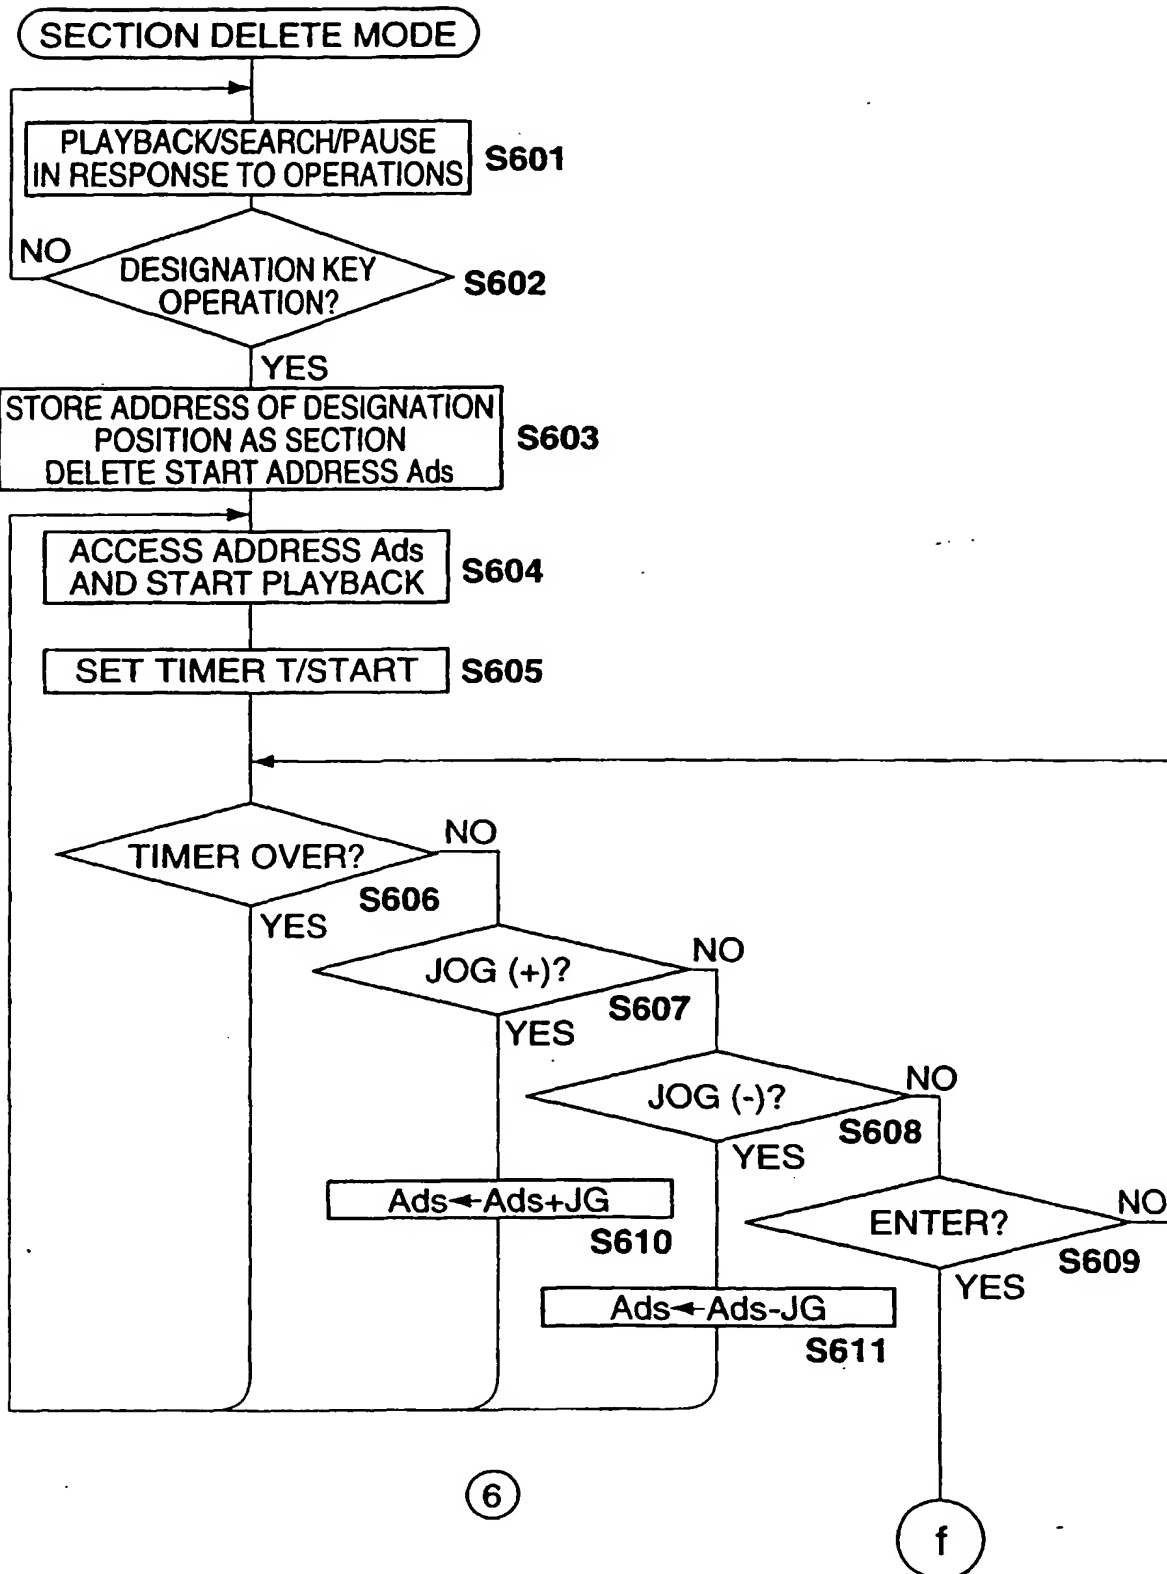 SECTION DELETE MODE
PLAYBACK/SEARCH/PAUSE
IN RESPONSE TO OPERATIONS
S601
NO
DESIGNATION KEY
OPERATION?
S602
YES
STORE ADDRESS OF DESIGNATION
POSITION AS SECTION
DELETE START ADDRESS Ads
S603
ACCESS ADDRESS Ads
AND START PLAYBACK
S604
SET TIMER T/START
S605
TIMER OVER?
NO
S606
YES
JOG (+)?
NO
S607
YES
JOG (-)?
NO
S608
YES
Ads←Ads+JG
S610
ENTER?
NO
S609
YES
Ads←Ads-JG
S611
6
f